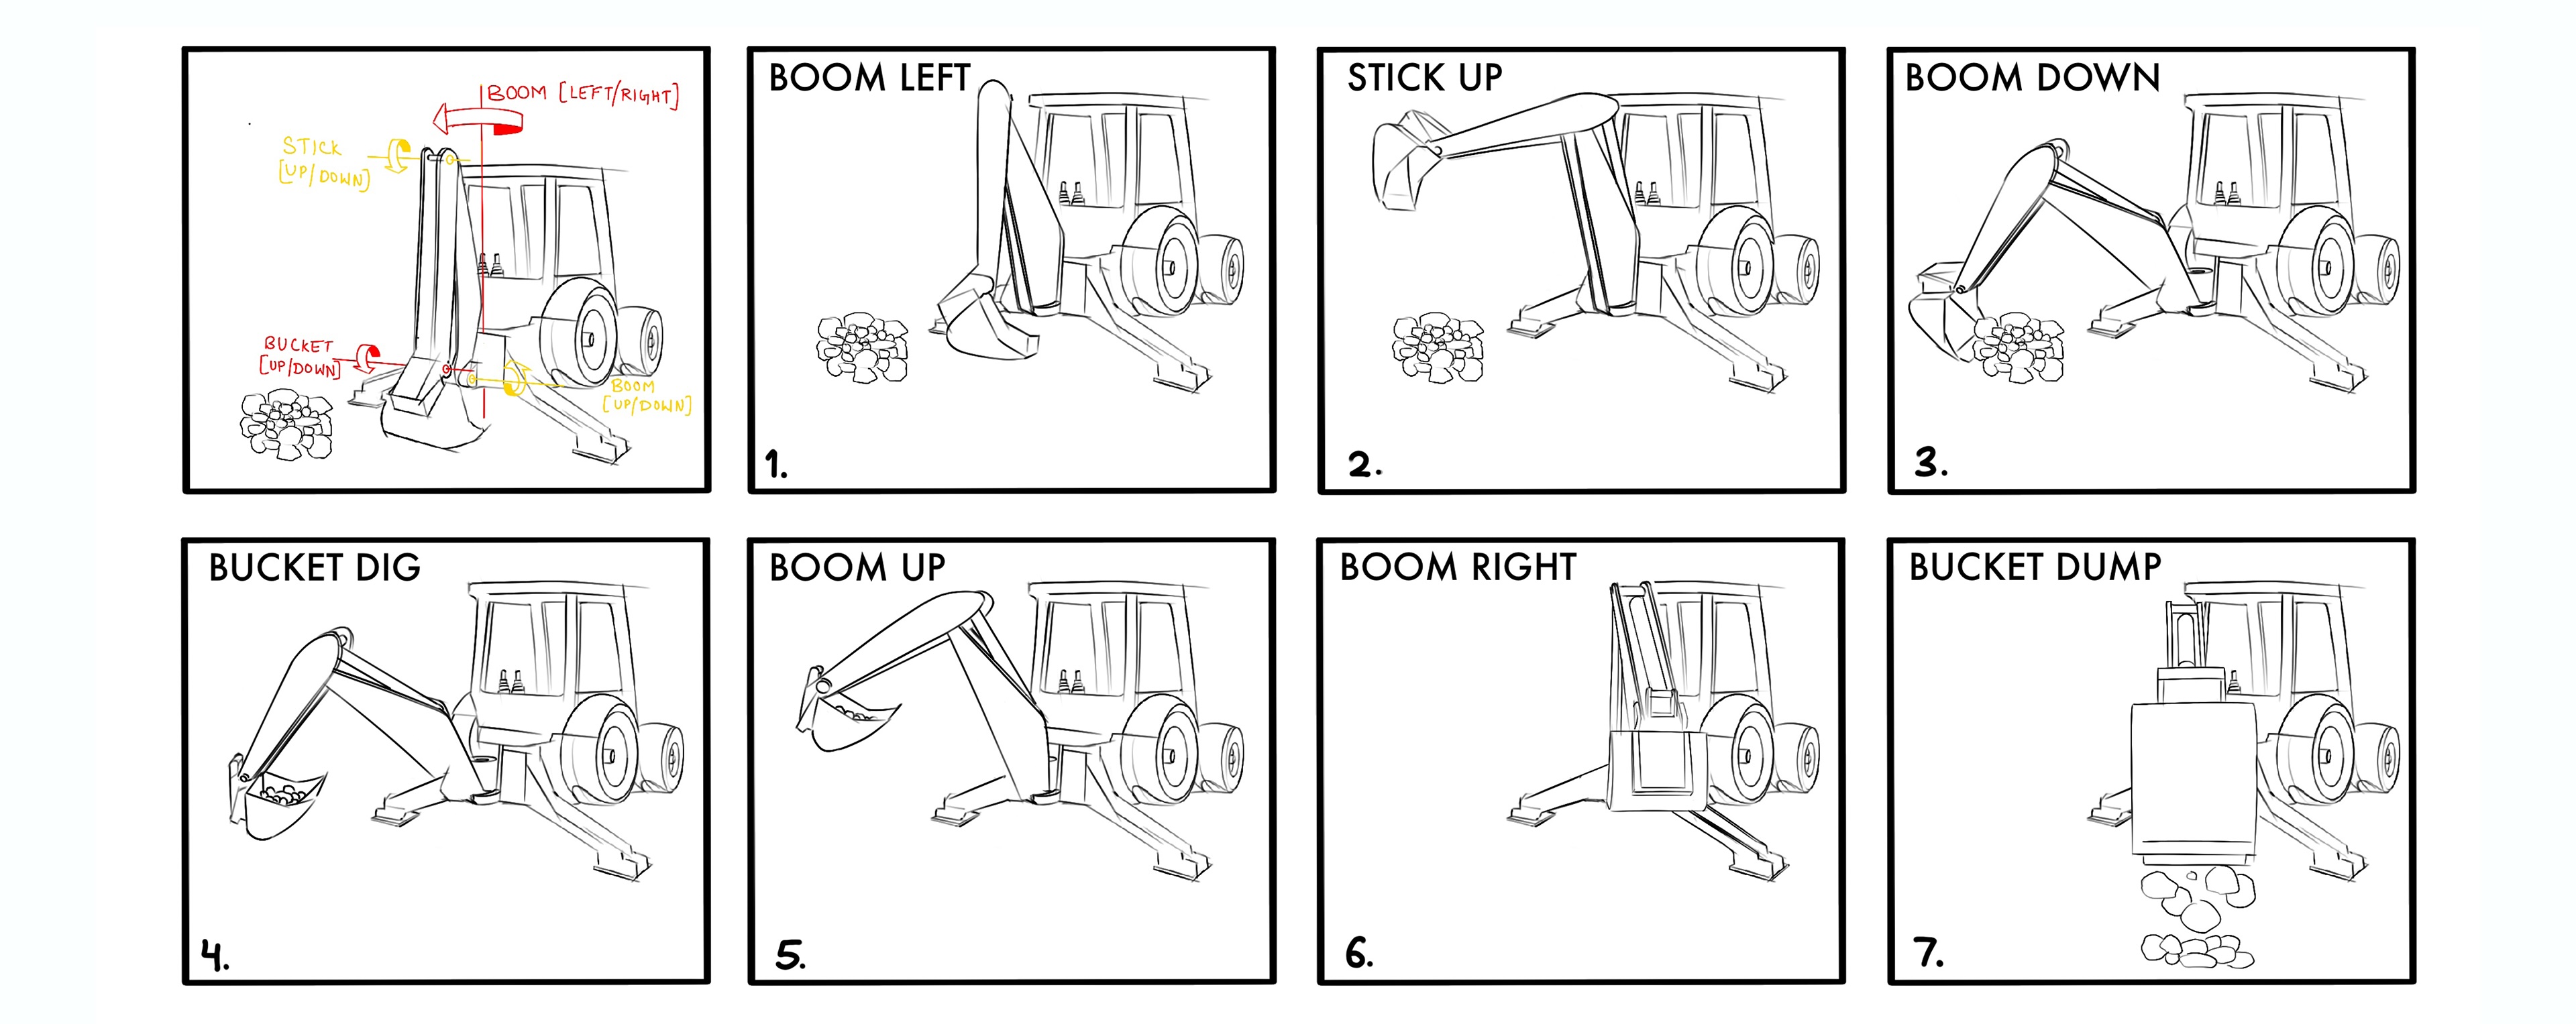 BOOM [LEFT/RIGHT]
STICK
[UP/DOWN]
BUCKET
[UP/DOWN]
BOOM
[UP/DOWN]
BOOM LEFT
1.
STICK UP
2.
BOOM DOWN
3.
BUCKET DIG
4.
BOOM UP
5.
BOOM RIGHT
6.
BUCKET DUMP
7.